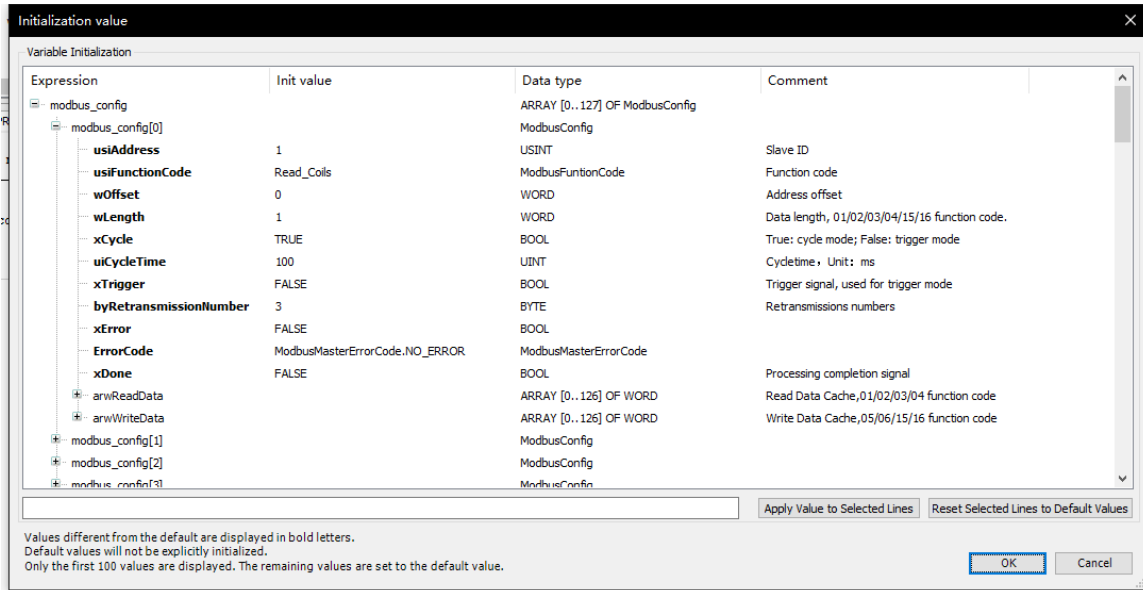 Initialization value
Variable Initialization
Expression Init value Data type Comment
modbus_config ARRAY [0..127] OF ModbusConfig
modbus_config[0] ModbusConfig
usiAddress 1 USINT Slave ID
usiFunctionCode Read_Coils ModbusFuntionCode Function code
wOffset 0 WORD Address offset
wLength 1 WORD Data length, 01/02/03/04/15/16 function code.
xCycle TRUE BOOL True: cycle mode; False: trigger mode
uiCycleTime 100 UINT Cycletime，Unit：ms
xTrigger FALSE BOOL Trigger signal, used for trigger mode
byRetransmissionNumber 3 BYTE Retransmissions numbers
xError FALSE BOOL
ErrorCode ModbusMasterErrorCode.NO_ERROR ModbusMasterErrorCode
xDone FALSE BOOL Processing completion signal
arwReadData ARRAY [0..126] OF WORD Read Data Cache,01/02/03/04 function code
arwWriteData ARRAY [0..126] OF WORD Write Data Cache,05/06/15/16 function code
modbus_config[1] ModbusConfig
modbus_config[2] ModbusConfig
modbus_config[3] ModbusConfig
Apply Value to Selected Lines Reset Selected Lines to Default Values
Values different from the default are displayed in bold letters.
Default values will not be explicitly initialized.
Only the first 100 values are displayed. The remaining values are set to the default value.
OK Cancel